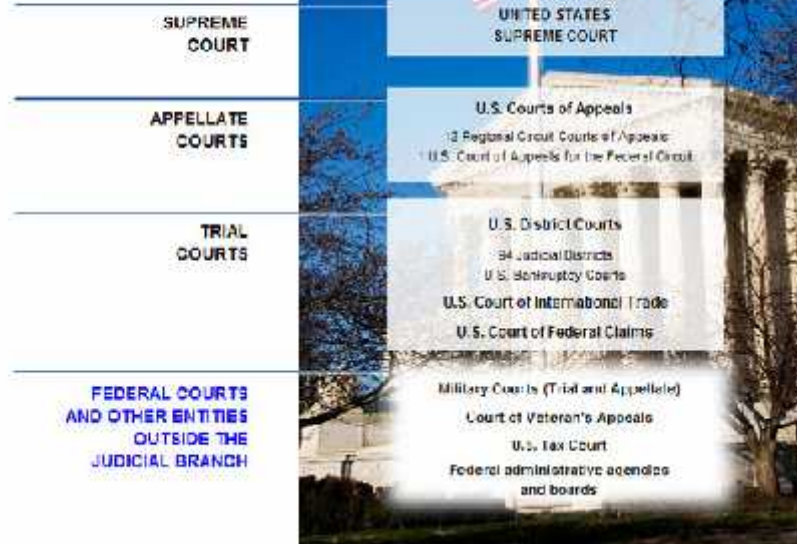 SUPREME
COURT
UNITED STATES
SUPREME COURT
APPELLATE
COURTS
U.S. Courts of Appeals
12 Regional Circuit Courts of Appeals
1 U.S. Court of Appeals for the Federal Circuit
TRIAL
COURTS
U.S. District Courts
94 Judicial Districts
U.S. Bankruptcy Courts
U.S. Court of International Trade
U.S. Court of Federal Claims
FEDERAL COURTS
AND OTHER ENTITIES
OUTSIDE THE
JUDICIAL BRANCH
Military Courts (Trial and Appellate)
Court of Veteran's Appeals
U.S. Tax Court
Federal administrative agencies
and boards